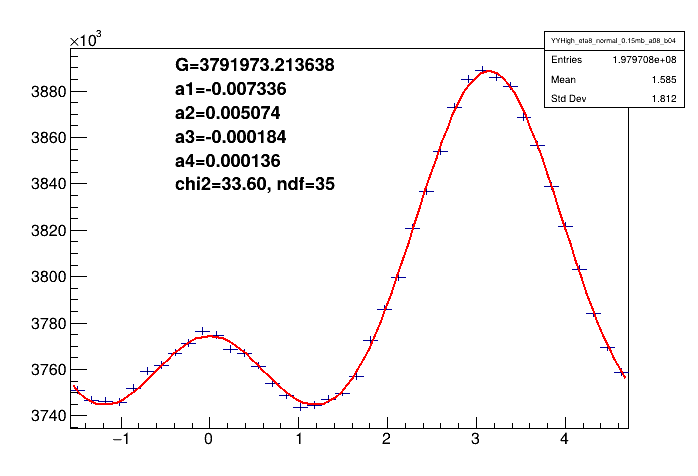 ×10³
G=3791973.213638
a1=-0.007336
a2=0.005074
a3=-0.000184
a4=0.000136
chi2=33.60, ndf=35
YYHigh_eta8_normal_0.15mb_a08_b04
Entries 1.979708e+08
Mean 1.585
Std Dev 1.812
3880
3860
3840
3820
3800
3780
3760
3740
−1 0 1 2 3 4